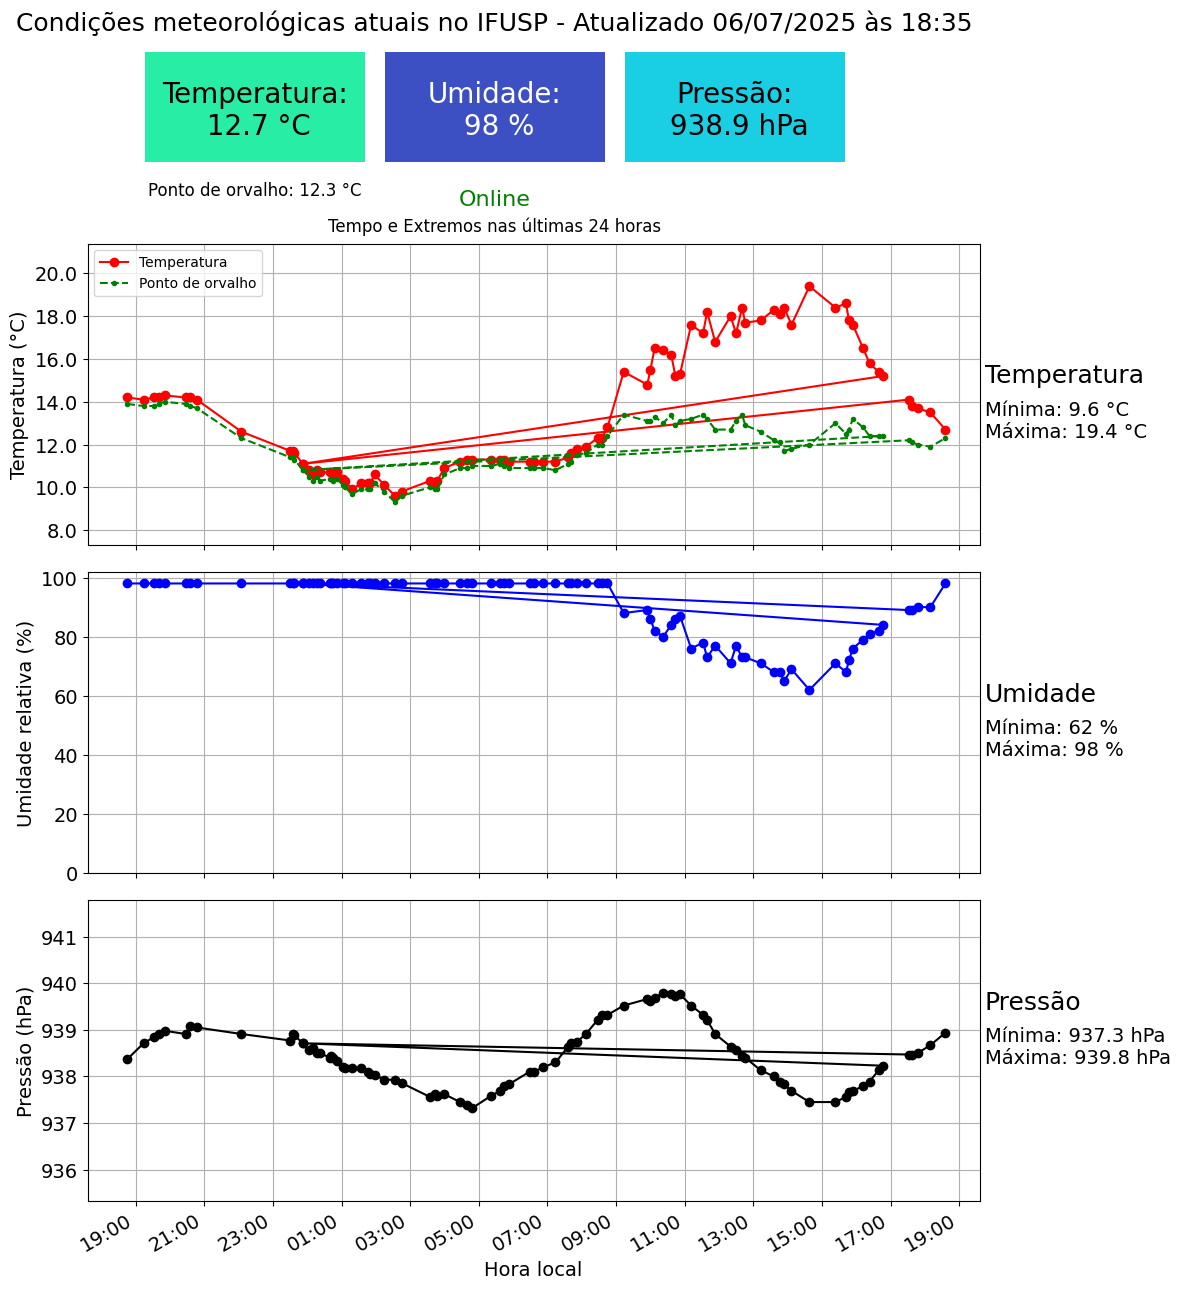 Condições meteorológicas atuais no IFUSP - Atualizado 06/07/2025 às 18:35
Temperatura:
12.7 °C
Umidade:
98 %
Pressão:
938.9 hPa
Ponto de orvalho: 12.3 °C
Online
Tempo e Extremos nas últimas 24 horas
Temperatura
Ponto de orvalho
Temperatura (°C)
20.0
18.0
16.0
14.0
12.0
10.0
8.0
Temperatura
Mínima: 9.6 °C
Máxima: 19.4 °C
Umidade relativa (%)
100
80
60
40
20
0
Umidade
Mínima: 62 %
Máxima: 98 %
Pressão (hPa)
941
940
939
938
937
936
Pressão
Mínima: 937.3 hPa
Máxima: 939.8 hPa
19:00
21:00
23:00
01:00
03:00
05:00
07:00
09:00
11:00
13:00
15:00
17:00
19:00
Hora local